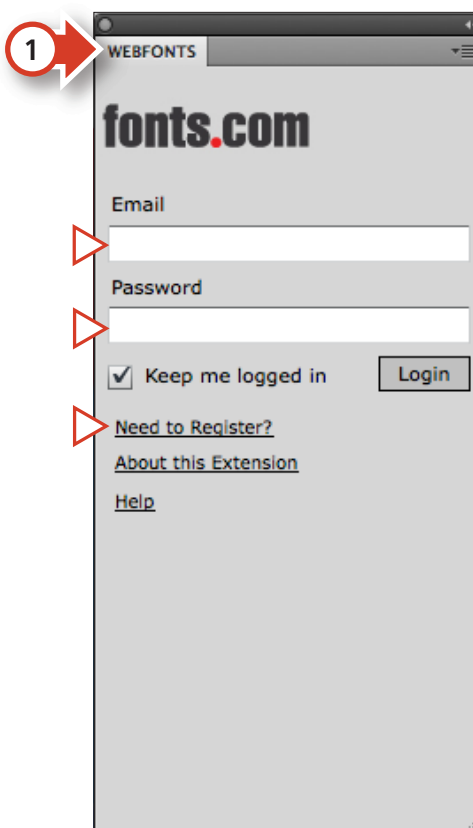 1
WEBFONTS
fonts.com
Email
Password
Keep me logged in
Login
Need to Register?
About this Extension
Help